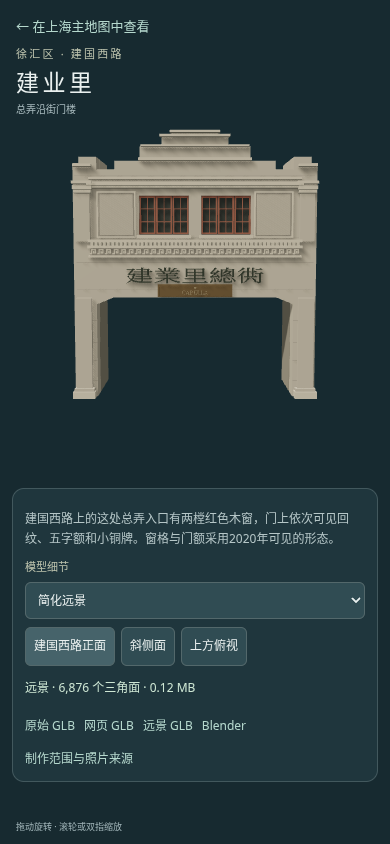 ← 在上海主地图中查看
徐汇区 · 建国西路
建业里
总弄沿街门楼
建業里總衖
CAPELLA
建国西路上的这处总弄入口有两樘红色木窗，门上依次可见回
纹、五字额和小铜牌。窗格与门额采用2020年可见的形态。
模型细节
简化远景
建国西路正面 斜侧面 上方俯视
远景 · 6,876 个三角面 · 0.12 MB
原始 GLB 网页 GLB 远景 GLB Blender
制作范围与照片来源
拖动旋转 · 滚轮或双指缩放